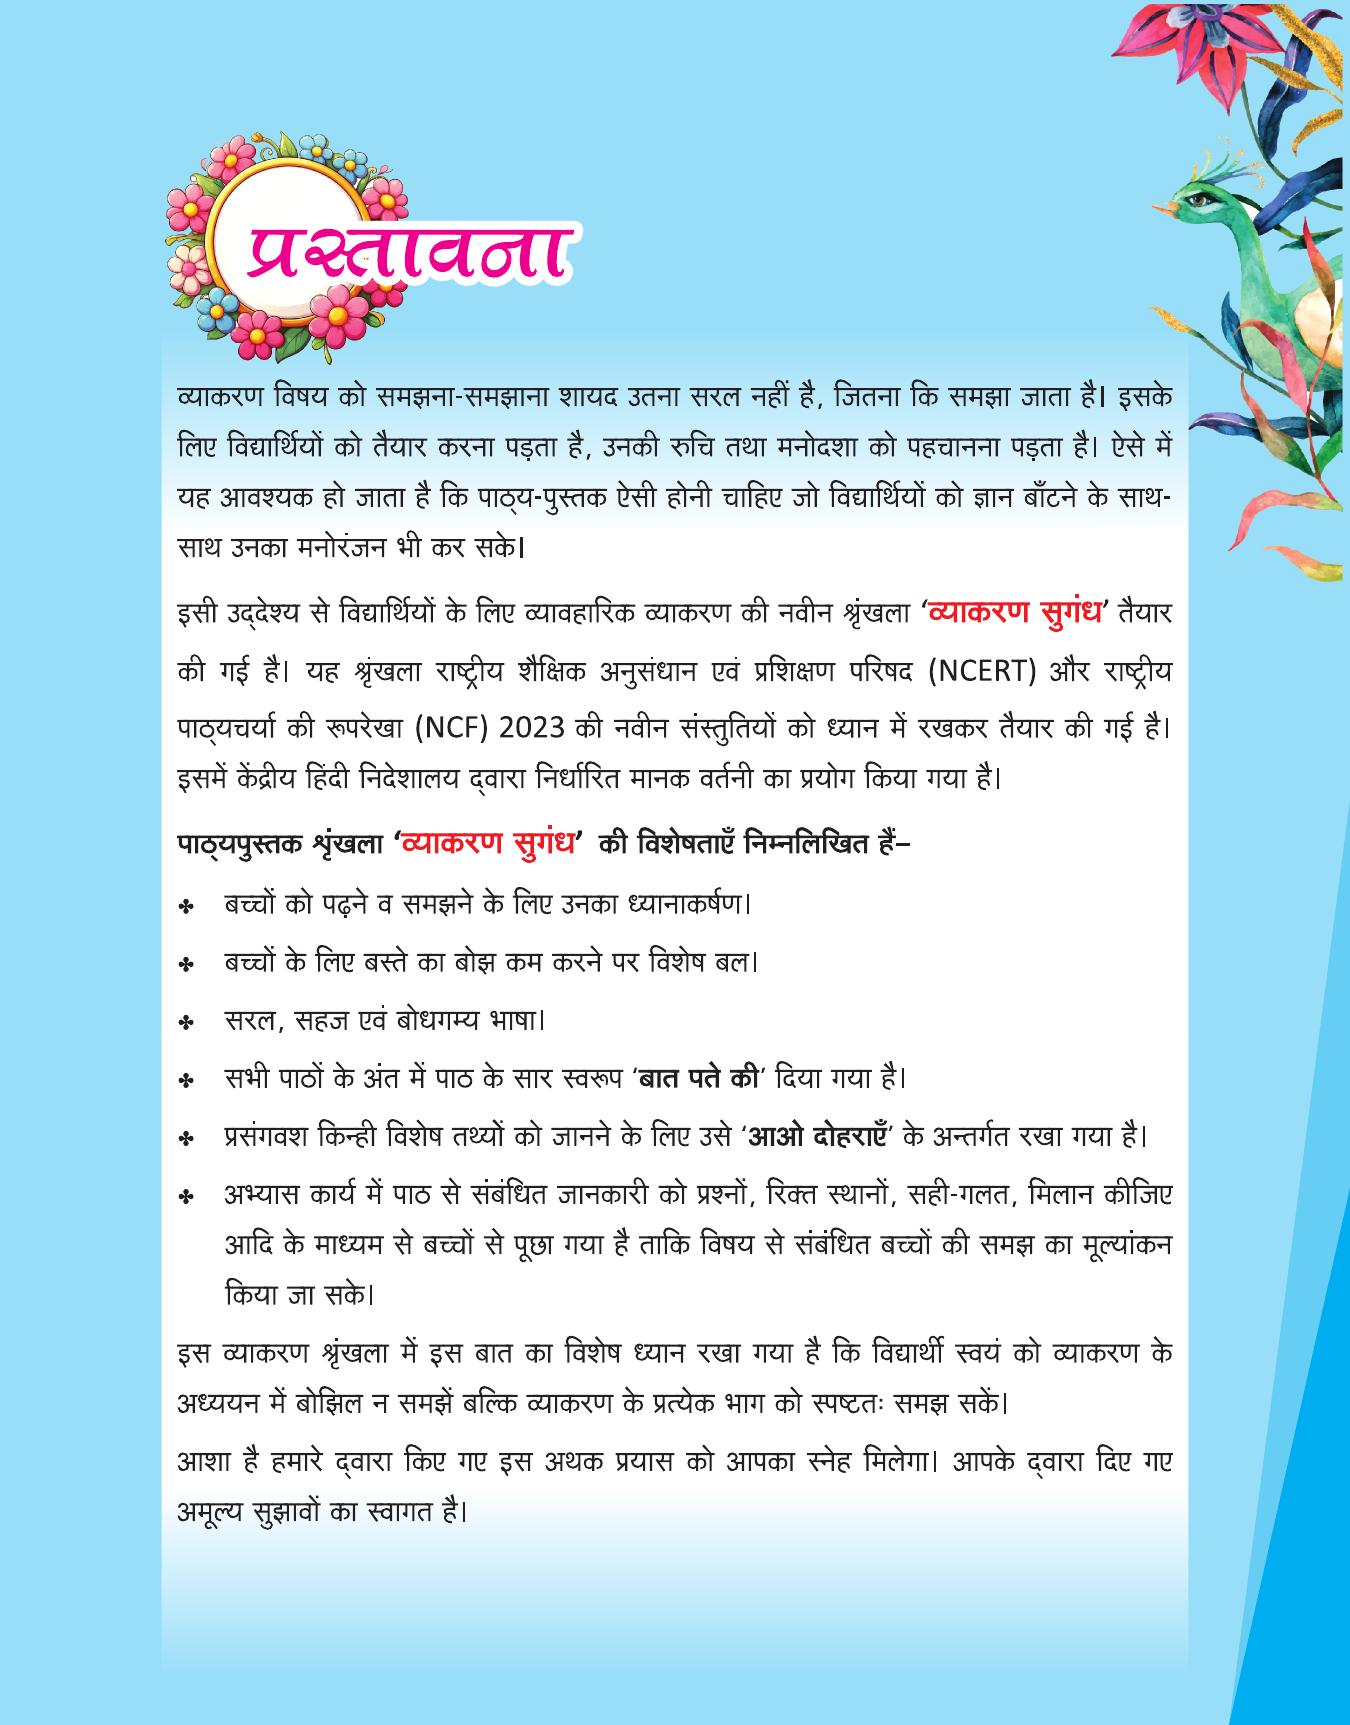 प्रस्तावना
व्याकरण विषय को समझना-समझाना शायद उतना सरल नहीं है, जितना कि समझा जाता है। इसके
लिए विद्यार्थियों को तैयार करना पड़ता है, उनकी रुचि तथा मनोदशा को पहचानना पड़ता है। ऐसे में
यह आवश्यक हो जाता है कि पाठ्य-पुस्तक ऐसी होनी चाहिए जो विद्यार्थियों को ज्ञान बाँटने के साथ-
साथ उनका मनोरंजन भी कर सके।
इसी उद्‌देश्य से विद्यार्थियों के लिए व्यावहारिक व्याकरण की नवीन श्रृंखला ‘व्याकरण सुगंध’ तैयार
की गई है। यह श्रृंखला राष्ट्रीय शैक्षिक अनुसंधान एवं प्रशिक्षण परिषद (NCERT) और राष्ट्रीय
पाठ्यचर्या की रूपरेखा (NCF) 2023 की नवीन संस्तुतियों को ध्यान में रखकर तैयार की गई है।
इसमें केंद्रीय हिंदी निदेशालय द्‌वारा निर्धारित मानक वर्तनी का प्रयोग किया गया है।
पाठ्यपुस्तक शृंखला ‘व्याकरण सुगंध’ की विशेषताएँ निम्नलिखित हैं–
✤ बच्चों को पढ़ने व समझने के लिए उनका ध्यानाकर्षण।
✤ बच्चों के लिए बस्ते का बोझ कम करने पर विशेष बल।
✤ सरल, सहज एवं बोधगम्य भाषा।
✤ सभी पाठों के अंत में पाठ के सार स्वरूप ‘बात पते की‘ दिया गया है।
✤ प्रसंगवश किन्ही विशेष तथ्यों को जानने के लिए उसे ‘आओ दोहराएँ‘ के अन्तर्गत रखा गया है।
✤ अभ्यास कार्य में पाठ से संबंधित जानकारी को प्रश्नों, रिक्त स्थानों, सही-गलत, मिलान कीजिए
आदि के माध्यम से बच्चों से पूछा गया है ताकि विषय से संबंधित बच्चों की समझ का मूल्यांकन
किया जा सके।
इस व्याकरण श्रृंखला में इस बात का विशेष ध्यान रखा गया है कि विद्यार्थी स्वयं को व्याकरण के
अध्ययन में बोझिल न समझें बल्कि व्याकरण के प्रत्येक भाग को स्पष्टतः समझ सकें।
आशा है हमारे द्‌वारा किए गए इस अथक प्रयास को आपका स्नेह मिलेगा। आपके द्‌वारा दिए गए
अमूल्य सुझावों का स्वागत है।